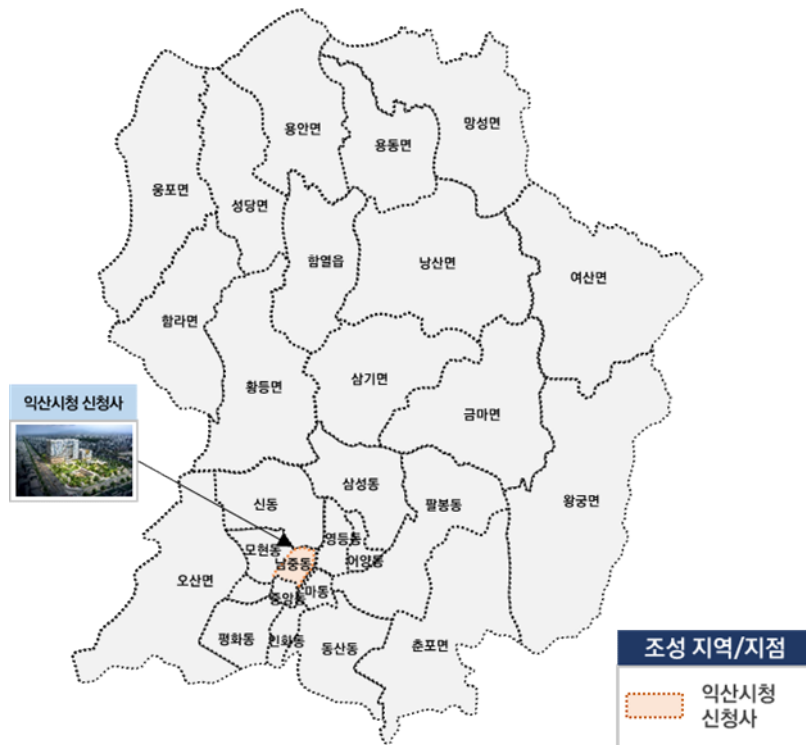 용안면
용동면
망성면
웅포면
성당면
함열읍
낭산면
여산면
함라면
황등면
삼기면
금마면
익산시청 신청사
신동
삼성동
팔봉동
왕궁면
영등동
모현동
어양동
남중동
오산면
중앙동
마동
평화동
인화동
동산동
춘포면
조성 지역/지점
익산시청
신청사